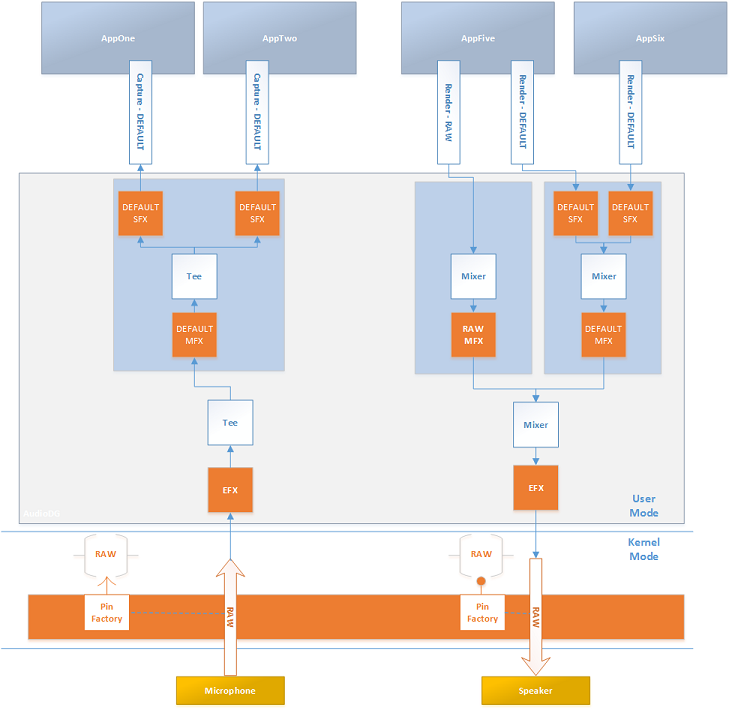 AppOne
AppTwo
AppFive
AppSix
Capture - DEFAULT
Capture - DEFAULT
Render - RAW
Render - DEFAULT
Render - DEFAULT
DEFAULT
SFX
DEFAULT
SFX
DEFAULT
SFX
DEFAULT
SFX
Tee
Mixer
Mixer
DEFAULT
MFX
RAW
MFX
DEFAULT
MFX
Tee
Mixer
EFX
EFX
AudioDG
User
Mode
Kernel
Mode
RAW
RAW
Pin
Factory
RAW
Pin
Factory
RAW
Microphone
Speaker